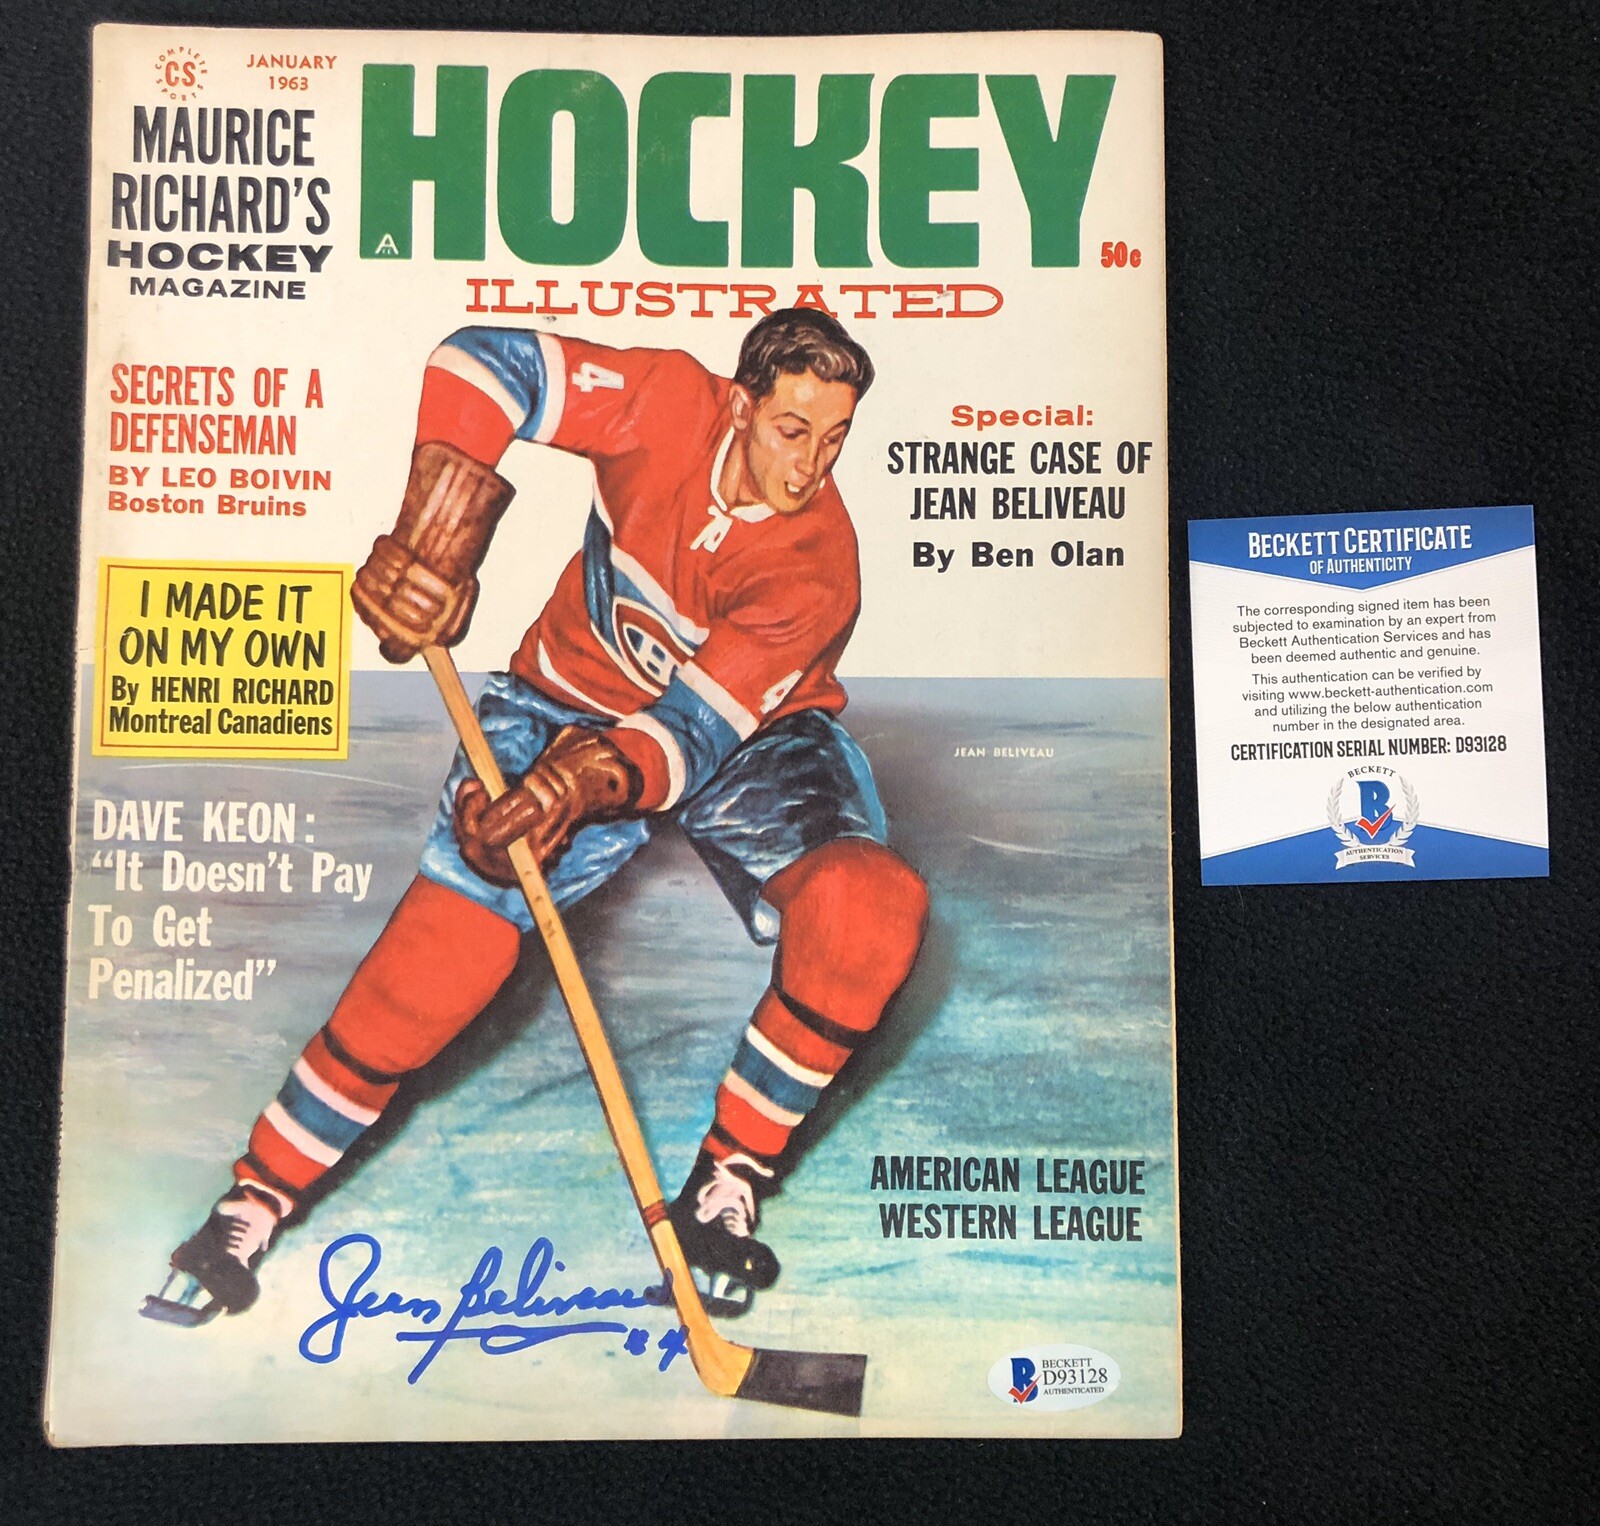 COMPLETE
CS
SPORTS
JANUARY
1963
MAURICE
RICHARD'S
HOCKEY
MAGAZINE
HOCKEY
50c
ILLUSTRATED
SECRETS OF A
DEFENSEMAN
BY LEO BOIVIN
Boston Bruins
4
Special:
STRANGE CASE OF
JEAN BELIVEAU
By Ben Olan
I MADE IT
ON MY OWN
By HENRI RICHARD
Montreal Canadiens
H
4
JEAN BELIVEAU
DAVE KEON:
“It Doesn't Pay
To Get
Penalized”
AMERICAN LEAGUE
WESTERN LEAGUE
Jean Beliveau
#4
B
BECKETT
D93128
AUTHENTICATED
BECKETT CERTIFICATE
OF AUTHENTICITY
The corresponding signed item has been
subjected to examination by an expert from
Beckett Authentication Services and has
been deemed authentic and genuine.
This authentication can be verified by
visiting www.beckett-authentication.com
and utilizing the below authentication
number in the designated area.
CERTIFICATION SERIAL NUMBER: D93128
BECKETT
B
AUTHENTICATION
SERVICES